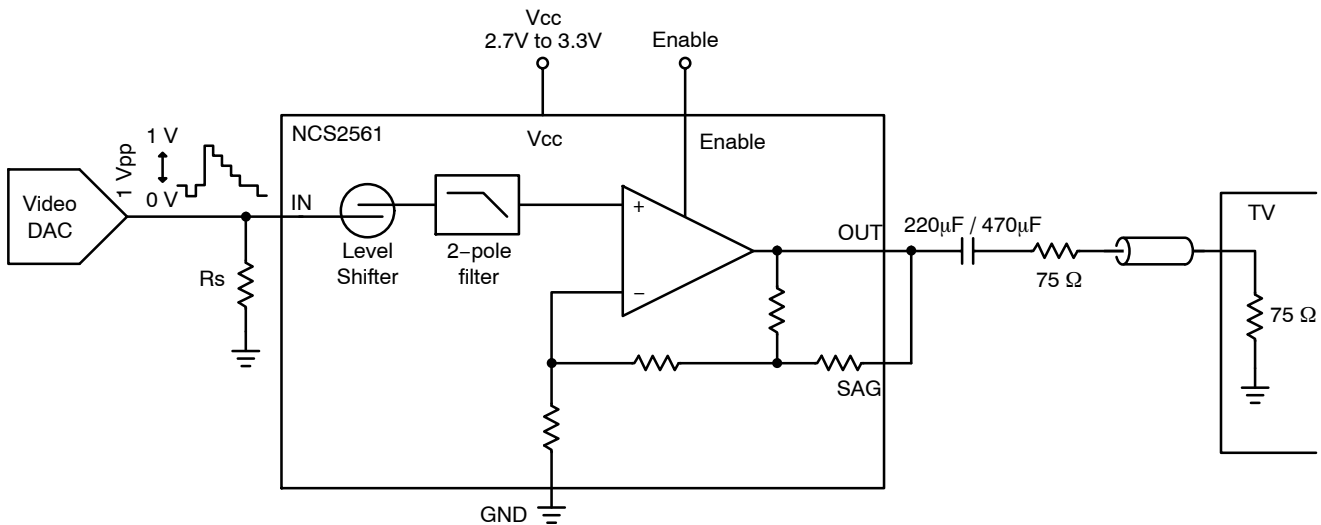 Vcc
2.7V to 3.3V
Enable
NCS2561
Vcc
Enable
1 Vpp
1 V
0 V
Video
DAC
IN
Level
Shifter
2−pole
filter
+
−
Rs
OUT
220μF / 470μF
75 Ω
TV
75 Ω
SAG
GND